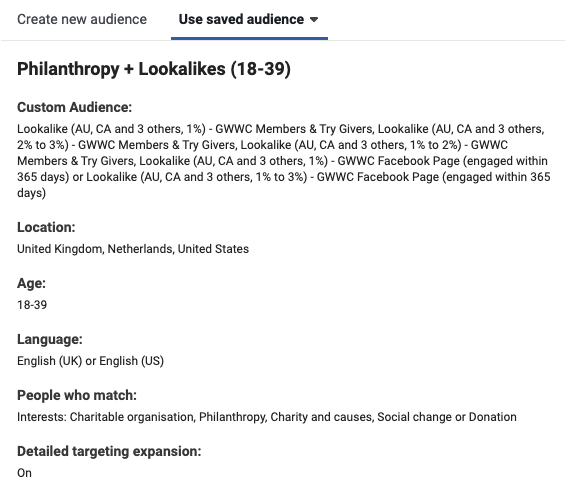 Create new audience
Use saved audience
Philanthropy + Lookalikes (18-39)
Custom Audience:
Lookalike (AU, CA and 3 others, 1%) - GWWC Members & Try Givers, Lookalike (AU, CA and 3 others,
2% to 3%) - GWWC Members & Try Givers, Lookalike (AU, CA and 3 others, 1% to 2%) - GWWC
Members & Try Givers, Lookalike (AU, CA and 3 others, 1%) - GWWC Facebook Page (engaged within
365 days) or Lookalike (AU, CA and 3 others, 1% to 3%) - GWWC Facebook Page (engaged within 365
days)
Location:
United Kingdom, Netherlands, United States
Age:
18-39
Language:
English (UK) or English (US)
People who match:
Interests: Charitable organisation, Philanthropy, Charity and causes, Social change or Donation
Detailed targeting expansion:
On